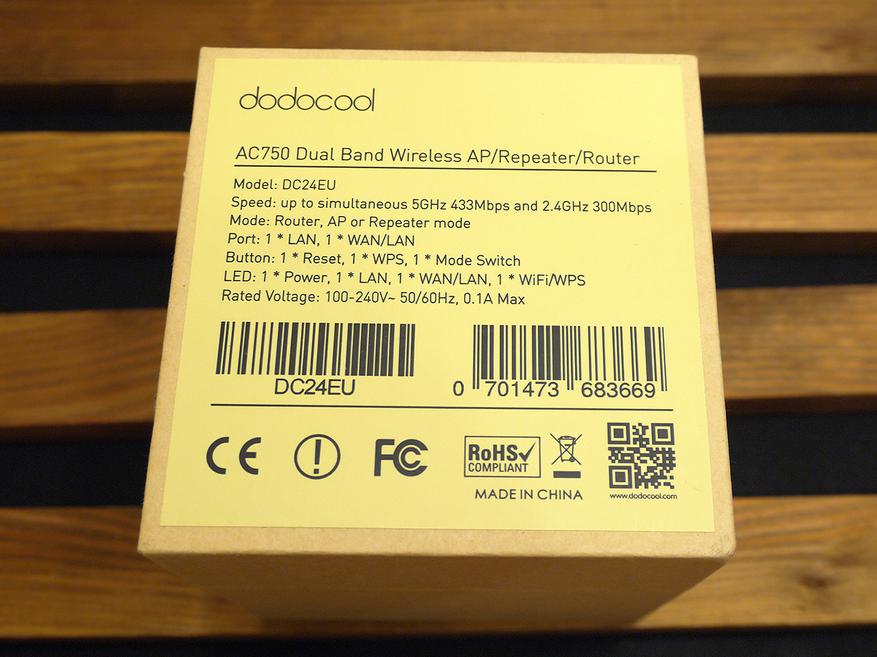 dodocool
AC750 Dual Band Wireless AP/Repeater/Router
Model: DC24EU
Speed: up to simultaneous 5GHz 433Mbps and 2.4GHz 300Mbps
Mode: Router, AP or Repeater mode
Port: 1 * LAN, 1 * WAN/LAN
Button: 1 * Reset, 1 * WPS, 1 * Mode Switch
LED: 1 * Power, 1 * LAN, 1 * WAN/LAN, 1 * WiFi/WPS
Rated Voltage: 100-240V~ 50/60Hz, 0.1A Max
DC24EU
0 701473 683669
CE FC RoHS
COMPLIANT
MADE IN CHINA
www.dodocool.com